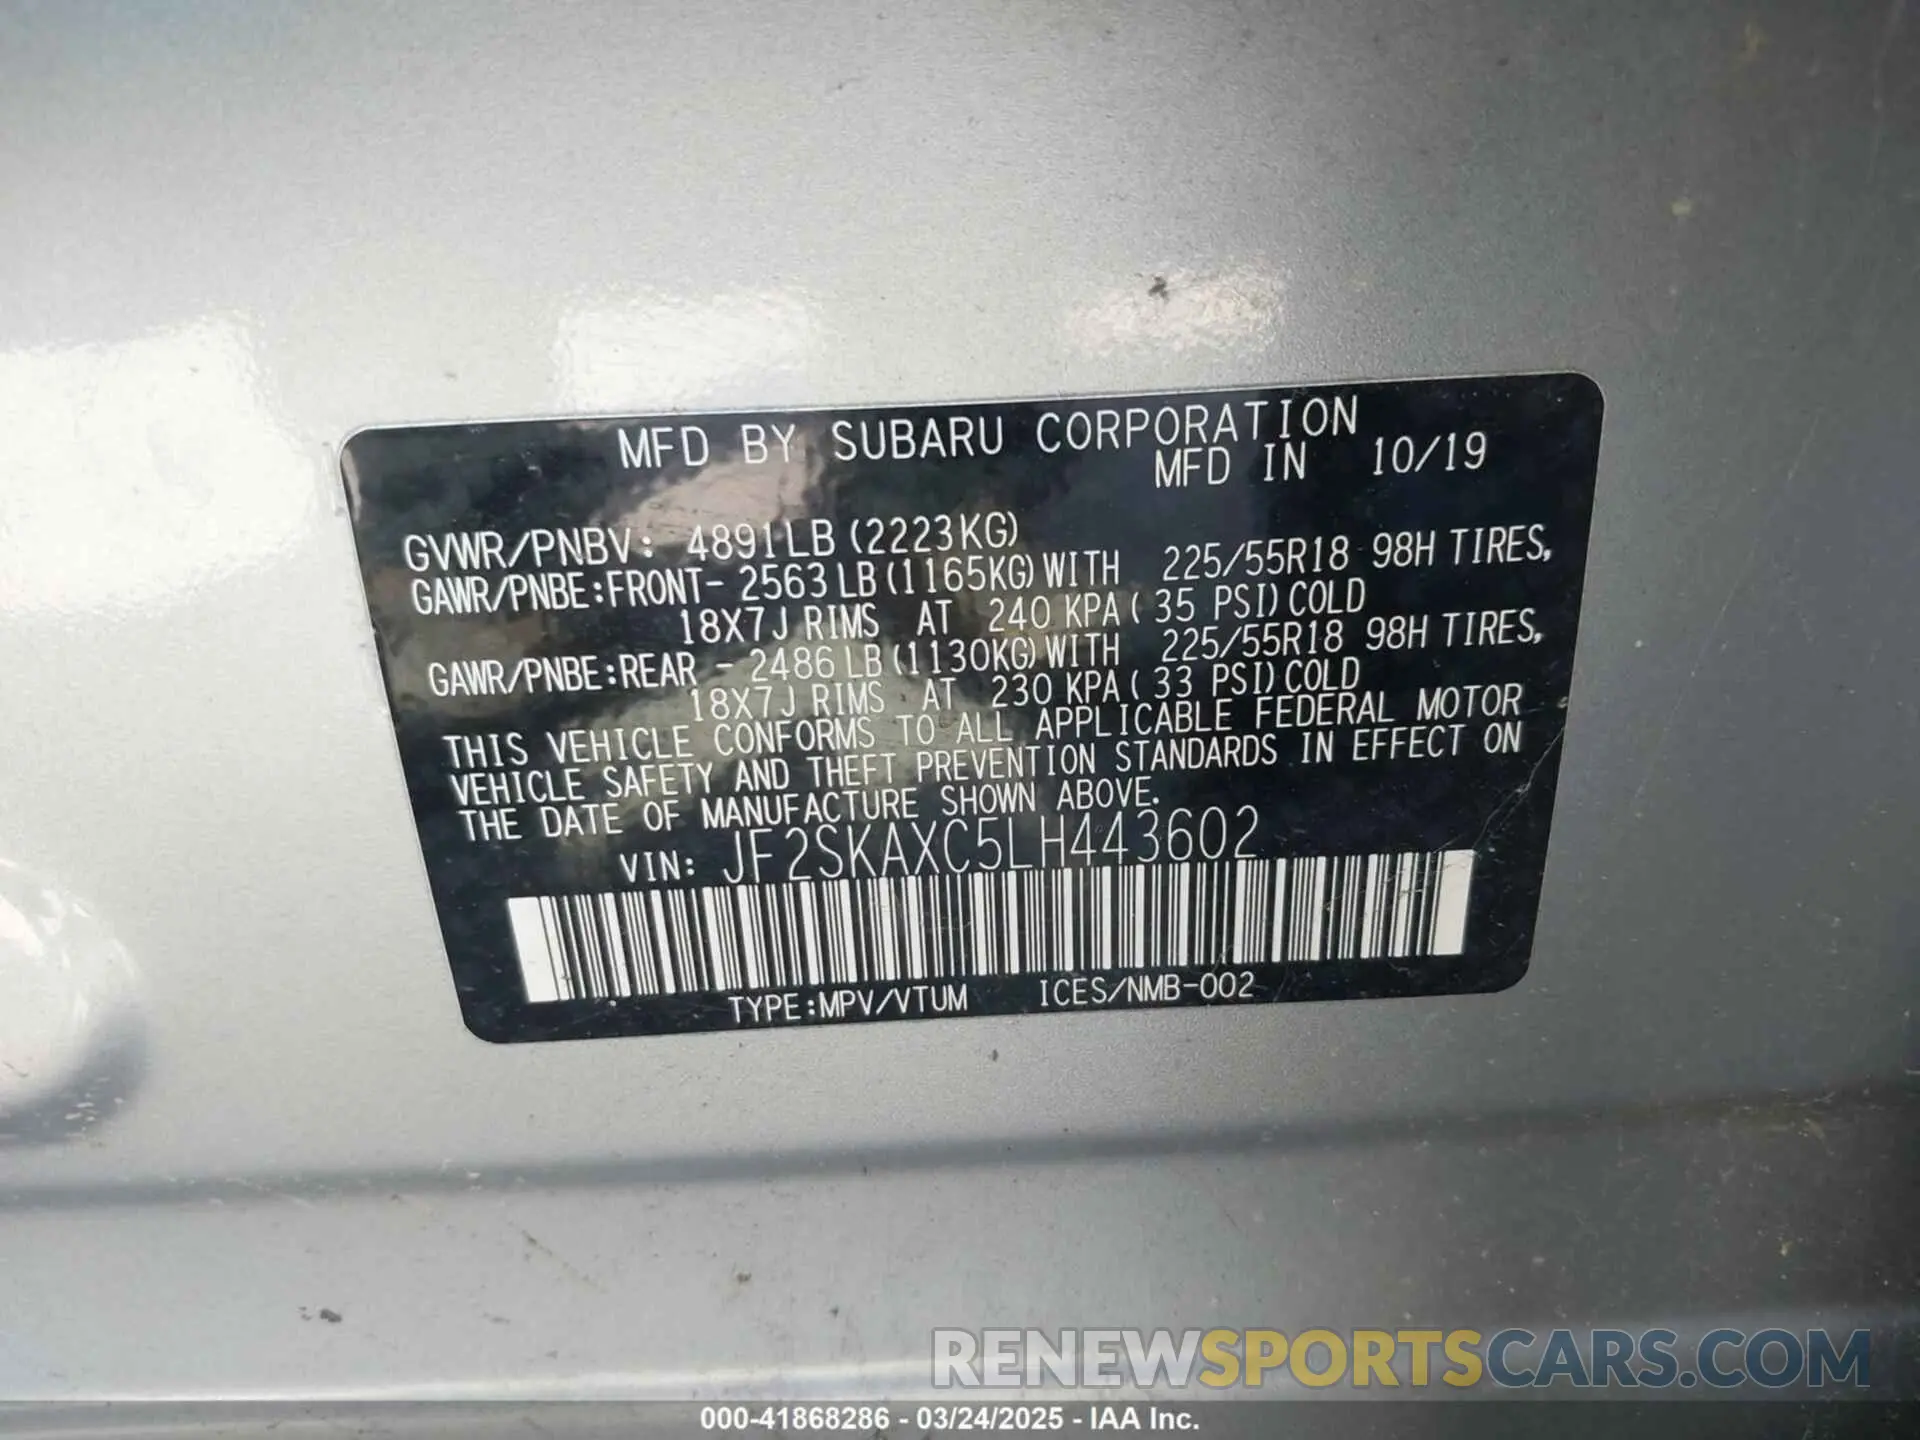 MFD BY SUBARU CORPORATION
MFD IN 10/19
GVWR/PNBV: 4891LB (2223KG)
GAWR/PNBE:FRONT- 2563LB (1165KG) WITH 225/55R18 98H TIRES,
18X7J RIMS AT 240 KPA( 35 PSI) COLD
GAWR/PNBE:REAR - 2486LB (1130KG) WITH 225/55R18 98H TIRES,
18X7J RIMS AT 230 KPA( 33 PSI) COLD
THIS VEHICLE CONFORMS TO ALL APPLICABLE FEDERAL MOTOR
VEHICLE SAFETY AND THEFT PREVENTION STANDARDS IN EFFECT ON
THE DATE OF MANUFACTURE SHOWN ABOVE.
VIN: JF2SKAXC5LH443602
TYPE:MPV/VTUM ICES/NMB-002
RENEWSPORTSCARS.COM
000-41868286 - 03/24/2025 - IAA Inc.